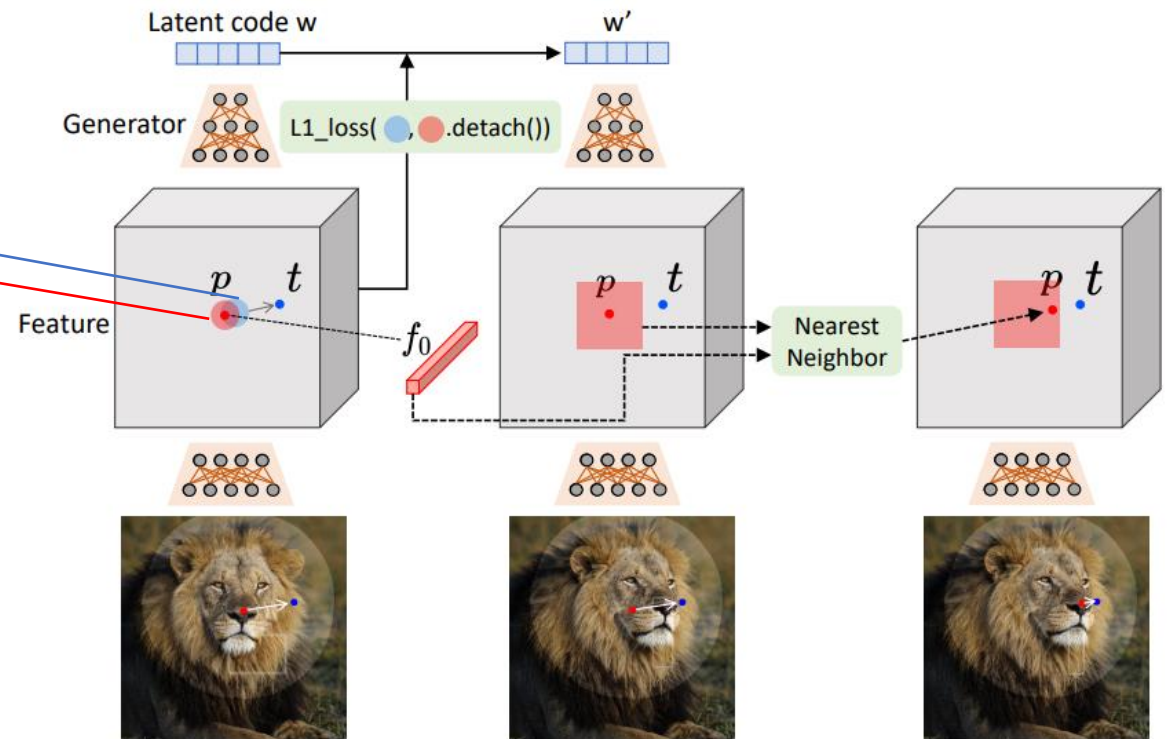 Latent code w
w'
Generator
L1_loss( , .detach())
p
t
p
t
p
t
Feature
f0
Nearest
Neighbor